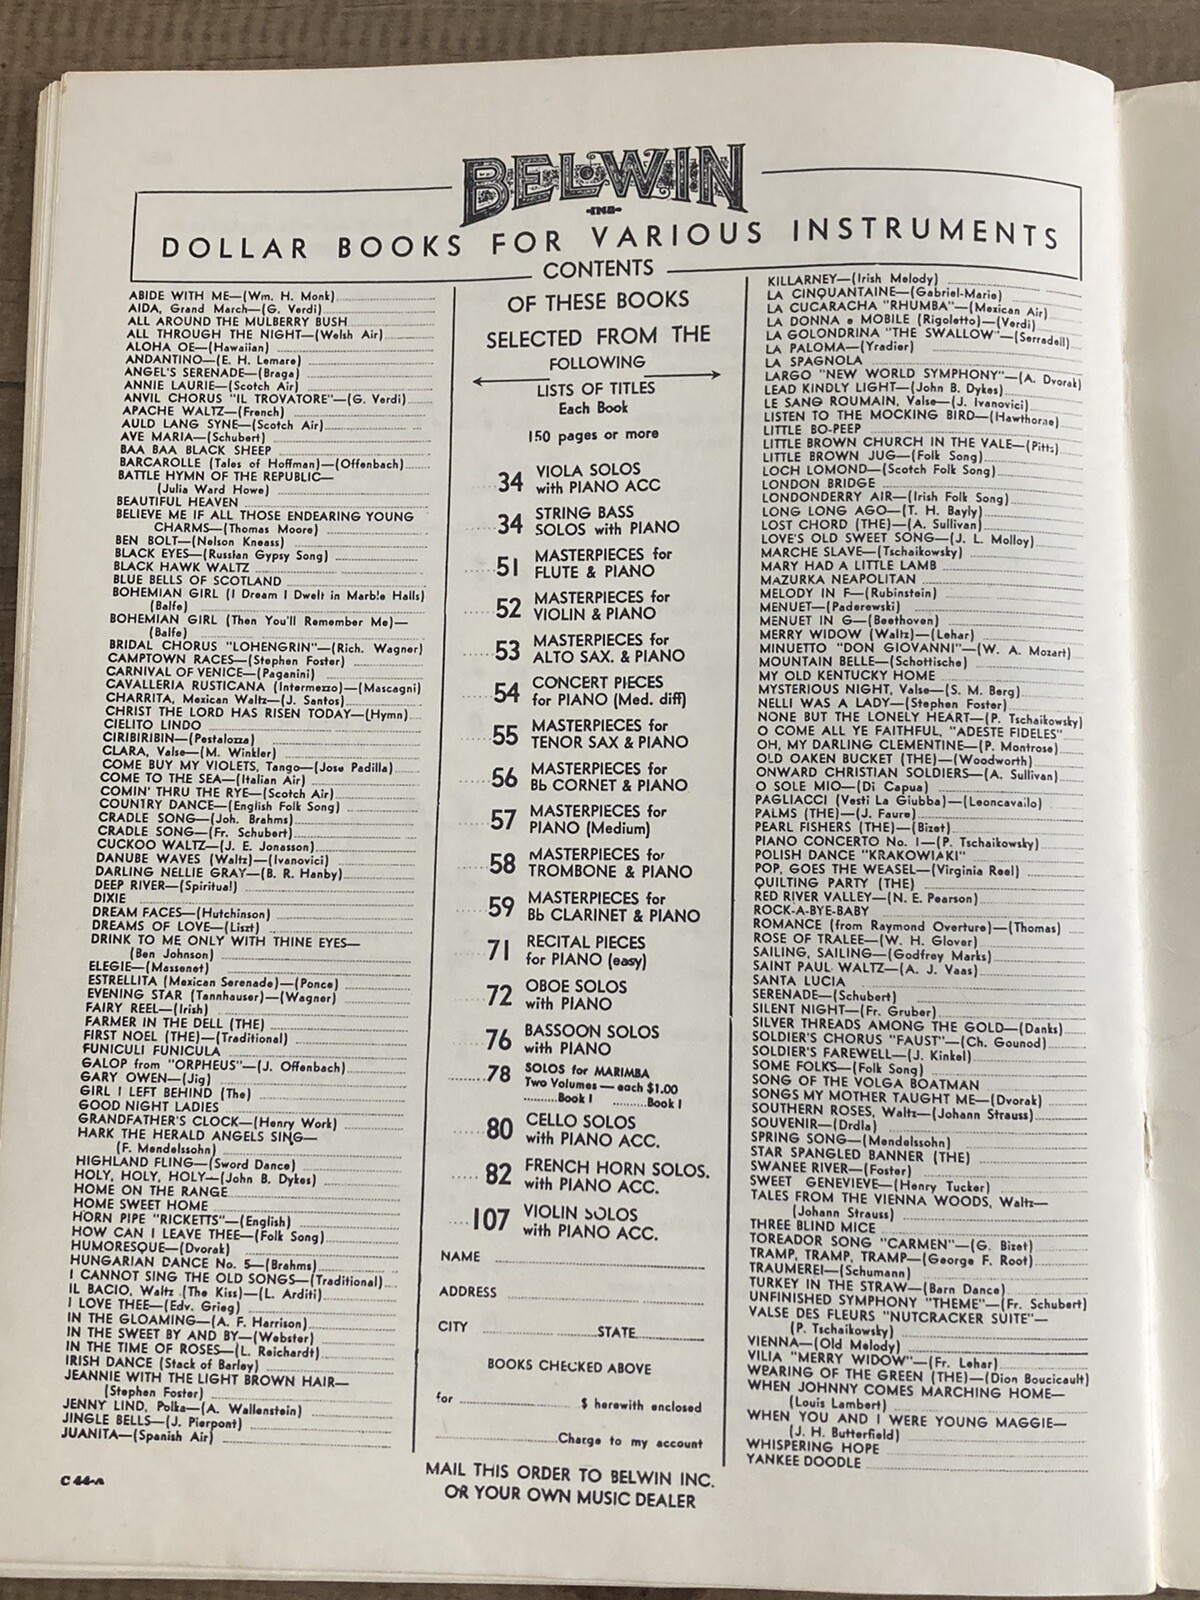 BELWIN
INC
DOLLAR BOOKS FOR VARIOUS INSTRUMENTS
CONTENTS
ABIDE WITH ME—(Wm. H. Monk)
AIDA, Grand March—(G. Verdi)
ALL AROUND THE MULBERRY BUSH
ALL THROUGH THE NIGHT—(Welsh Air)
ALOHA OE—(Hawaiian)
ANDANTINO—(E. H. Lemare)
ANGEL'S SERENADE—(Braga)
ANNIE LAURIE—(Scotch Air)
ANVIL CHORUS "IL TROVATORE"—(G. Verdi)
APACHE WALTZ—(French)
AULD LANG SYNE—(Scotch Air)
AVE MARIA—(Schubert)
BAA BAA BLACK SHEEP
BARCAROLLE (Tales of Hoffman)—(Offenbach)
BATTLE HYMN OF THE REPUBLIC—
(Julia Ward Howe)
BEAUTIFUL HEAVEN
BELIEVE ME IF ALL THOSE ENDEARING YOUNG
CHARMS—(Thomas Moore)
BEN BOLT—(Nelson Kneass)
BLACK EYES—(Russian Gypsy Song)
BLACK HAWK WALTZ
BLUE BELLS OF SCOTLAND
BOHEMIAN GIRL (I Dream I Dwelt in Marble Halls)
(Balfe)
BOHEMIAN GIRL (Then You'll Remember Me)—
(Balfe)
BRIDAL CHORUS "LOHENGRIN"—(Rich. Wagner)
CAMPTOWN RACES—(Stephen Foster)
CARNIVAL OF VENICE—(Paganini)
CAVALLERIA RUSTICANA (Intermezzo)—(Mascagni)
CHARRITA, Mexican Waltz—(J. Santos)
CHRIST THE LORD HAS RISEN TODAY—(Hymn)
CIELITO LINDO
CIRIBIRIBIN—(Pestalozza)
CLARA, Valse—(M. Winkler)
COME BUY MY VIOLETS, Tango—(Jose Padilla)
COME TO THE SEA—(Italian Air)
COMIN' THRU THE RYE—(Scotch Air)
COUNTRY DANCE—(English Folk Song)
CRADLE SONG—(Joh. Brahms)
CRADLE SONG—(Fr. Schubert)
CUCKOO WALTZ—(J. E. Jonasson)
DANUBE WAVES (Waltz)—(Ivanovici)
DARLING NELLIE GRAY—(B. R. Hanby)
DEEP RIVER—(Spiritual)
DIXIE
DREAM FACES—(Hutchinson)
DREAMS OF LOVE—(Liszt)
DRINK TO ME ONLY WITH THINE EYES—
(Ben Johnson)
ELEGIE—(Massenet)
ESTRELLITA (Mexican Serenade)—(Ponce)
EVENING STAR (Tannhauser)—(Wagner)
FAIRY REEL—(Irish)
FARMER IN THE DELL (THE)
FIRST NOEL (THE)—(Traditional)
FUNICULI FUNICULA
GALOP from "ORPHEUS"—(J. Offenbach)
GARY OWEN—(Jig)
GIRL I LEFT BEHIND (The)
GOOD NIGHT LADIES
GRANDFATHER'S CLOCK—(Henry Work)
HARK THE HERALD ANGELS SING—
(F. Mendelssohn)
HIGHLAND FLING—(Sword Dance)
HOLY, HOLY, HOLY—(John B. Dykes)
HOME ON THE RANGE
HOME SWEET HOME
HORN PIPE "RICKETTS"—(English)
HOW CAN I LEAVE THEE—(Folk Song)
HUMORESQUE—(Dvorak)
HUNGARIAN DANCE No. 5—(Brahms)
I CANNOT SING THE OLD SONGS—(Traditional)
IL BACIO, Waltz (The Kiss)—(L. Arditi)
I LOVE THEE—(Edv. Grieg)
IN THE GLOAMING—(A. F. Harrison)
IN THE SWEET BY AND BY—(Webster)
IN THE TIME OF ROSES—(L. Reichardt)
IRISH DANCE (Stack of Barley)
JEANNIE WITH THE LIGHT BROWN HAIR—
(Stephen Foster)
JENNY LIND, Polka—(A. Wallenstein)
JINGLE BELLS—(J. Pierpont)
JUANITA—(Spanish Air)
C 44-A
OF THESE BOOKS
SELECTED FROM THE
FOLLOWING
LISTS OF TITLES
Each Book
150 pages or more
34 VIOLA SOLOS
with PIANO ACC
34 STRING BASS
SOLOS with PIANO
51 MASTERPIECES for
FLUTE & PIANO
52 MASTERPIECES for
VIOLIN & PIANO
53 MASTERPIECES for
ALTO SAX. & PIANO
54 CONCERT PIECES
for PIANO (Med. diff)
55 MASTERPIECES for
TENOR SAX & PIANO
56 MASTERPIECES for
Bb CORNET & PIANO
57 MASTERPIECES for
PIANO (Medium)
58 MASTERPIECES for
TROMBONE & PIANO
59 MASTERPIECES for
Bb CLARINET & PIANO
71 RECITAL PIECES
for PIANO (easy)
72 OBOE SOLOS
with PIANO
76 BASSOON SOLOS
with PIANO
78 SOLOS for MARIMBA
Two Volumes — each $1.00
Book I Book I
80 CELLO SOLOS
with PIANO ACC.
82 FRENCH HORN SOLOS.
with PIANO ACC.
107 VIOLIN SOLOS
with PIANO ACC.
NAME
ADDRESS
CITY STATE
BOOKS CHECKED ABOVE
for $ herewith enclosed
Charge to my account
MAIL THIS ORDER TO BELWIN INC.
OR YOUR OWN MUSIC DEALER
KILLARNEY—(Irish Melody)
LA CINQUANTAINE—(Gabriel-Marie)
LA CUCARACHA "RHUMBA"—(Mexican Air)
LA DONNA e MOBILE (Rigoletto)—(Verdi)
LA GOLONDRINA "THE SWALLOW"—(Serradell)
LA PALOMA—(Yradier)
LA SPAGNOLA
LARGO "NEW WORLD SYMPHONY"—(A. Dvorak)
LEAD KINDLY LIGHT—(John B. Dykes)
LE SANG ROUMAIN, Valse—(J. Ivanovici)
LISTEN TO THE MOCKING BIRD—(Hawthorne)
LITTLE BO-PEEP
LITTLE BROWN CHURCH IN THE VALE—(Pitts)
LITTLE BROWN JUG—(Folk Song)
LOCH LOMOND—(Scotch Folk Song)
LONDON BRIDGE
LONDONDERRY AIR—(Irish Folk Song)
LONG LONG AGO—(T. H. Bayly)
LOST CHORD (THE)—(A. Sullivan)
LOVE'S OLD SWEET SONG—(J. L. Molloy)
MARCHE SLAVE—(Tschaikowsky)
MARY HAD A LITTLE LAMB
MAZURKA NEAPOLITAN
MELODY IN F—(Rubinstein)
MENUET—(Paderewski)
MENUET IN G—(Beethoven)
MERRY WIDOW (Waltz)—(Lehar)
MINUETTO "DON GIOVANNI"—(W. A. Mozart)
MOUNTAIN BELLE—(Schottische)
MY OLD KENTUCKY HOME
MYSTERIOUS NIGHT, Valse—(S. M. Berg)
NELLI WAS A LADY—(Stephen Foster)
NONE BUT THE LONELY HEART—(P. Tschaikowsky)
O COME ALL YE FAITHFUL, "ADESTE FIDELES"
OH, MY DARLING CLEMENTINE—(P. Montrose)
OLD OAKEN BUCKET (THE)—(Woodworth)
ONWARD CHRISTIAN SOLDIERS—(A. Sullivan)
O SOLE MIO—(Di Capua)
PAGLIACCI (Vesti La Giubba)—(Leoncavallo)
PALMS (THE)—(J. Faure)
PEARL FISHERS (THE)—(Bizet)
PIANO CONCERTO No. 1—(P. Tschaikowsky)
POLISH DANCE "KRAKOWIAKI"
POP, GOES THE WEASEL—(Virginia Reel)
QUILTING PARTY (THE)
RED RIVER VALLEY—(N. E. Pearson)
ROCK-A-BYE-BABY
ROMANCE (from Raymond Overture)—(Thomas)
ROSE OF TRALEE—(W. H. Glover)
SAILING, SAILING—(Godfrey Marks)
SAINT PAUL WALTZ—(A. J. Vaas)
SANTA LUCIA
SERENADE—(Schubert)
SILENT NIGHT—(Fr. Gruber)
SILVER THREADS AMONG THE GOLD—(Danks)
SOLDIER'S CHORUS "FAUST"—(Ch. Gounod)
SOLDIER'S FAREWELL—(J. Kinkel)
SOME FOLKS—(Folk Song)
SONG OF THE VOLGA BOATMAN
SONGS MY MOTHER TAUGHT ME—(Dvorak)
SOUTHERN ROSES, Waltz—(Johann Strauss)
SOUVENIR—(Drdla)
SPRING SONG—(Mendelssohn)
STAR SPANGLED BANNER (THE)
SWANEE RIVER—(Foster)
SWEET GENEVIEVE—(Henry Tucker)
TALES FROM THE VIENNA WOODS, Waltz—
(Johann Strauss)
THREE BLIND MICE
TOREADOR SONG "CARMEN"—(G. Bizet)
TRAMP, TRAMP, TRAMP—(George F. Root)
TRAUMEREI—(Schumann)
TURKEY IN THE STRAW—(Barn Dance)
UNFINISHED SYMPHONY "THEME"—(Fr. Schubert)
VALSE DES FLEURS "NUTCRACKER SUITE"—
(P. Tschaikowsky)
VIENNA—(Old Melody)
VILIA "MERRY WIDOW"—(Fr. Lehar)
WEARING OF THE GREEN (THE)—(Dion Boucicault)
WHEN JOHNNY COMES MARCHING HOME—
(Louis Lambert)
WHEN YOU AND I WERE YOUNG MAGGIE—
(J. H. Butterfield)
WHISPERING HOPE
YANKEE DOODLE